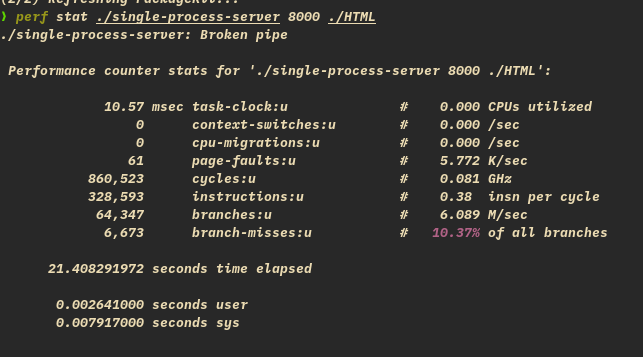 (2/2) Refreshing PackageKit...
❯ perf stat ./single-process-server 8000 ./HTML
./single-process-server: Broken pipe
Performance counter stats for './single-process-server 8000 ./HTML':
10.57 msec task-clock:u # 0.000 CPUs utilized
0 context-switches:u # 0.000 /sec
0 cpu-migrations:u # 0.000 /sec
61 page-faults:u # 5.772 K/sec
860,523 cycles:u # 0.081 GHz
328,593 instructions:u # 0.38 insn per cycle
64,347 branches:u # 6.089 M/sec
6,673 branch-misses:u # 10.37% of all branches
21.408291972 seconds time elapsed
0.002641000 seconds user
0.007917000 seconds sys